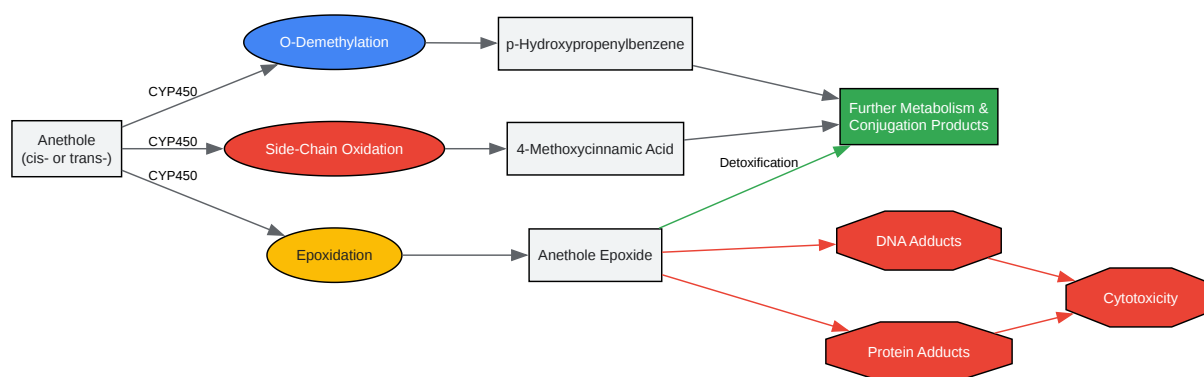 O-Demethylation
p-Hydroxypropenylbenzene
CYP450
Further Metabolism &
Conjugation Products
Anethole
(cis- or trans-)
CYP450
Side-Chain Oxidation
4-Methoxycinnamic Acid
Detoxification
CYP450
Epoxidation
Anethole Epoxide
DNA Adducts
Cytotoxicity
Protein Adducts